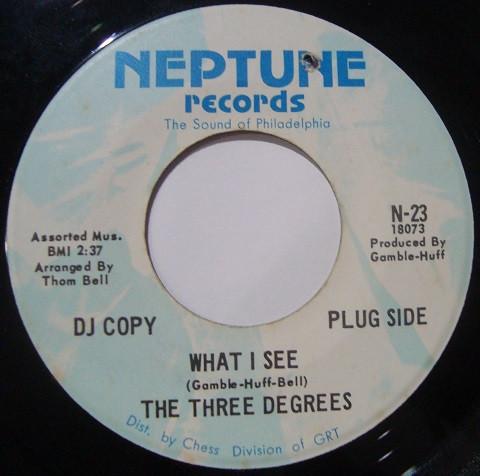 NEPTUNE
records
The Sound of Philadelphia
Assorted Mus.
BMI 2:37
Arranged By
Thom Bell
N-23
18073
Produced By
Gamble-Huff
DJ COPY
PLUG SIDE
WHAT I SEE
(Gamble-Huff-Bell)
THE THREE DEGREES
Dist. by Chess Division of GRT